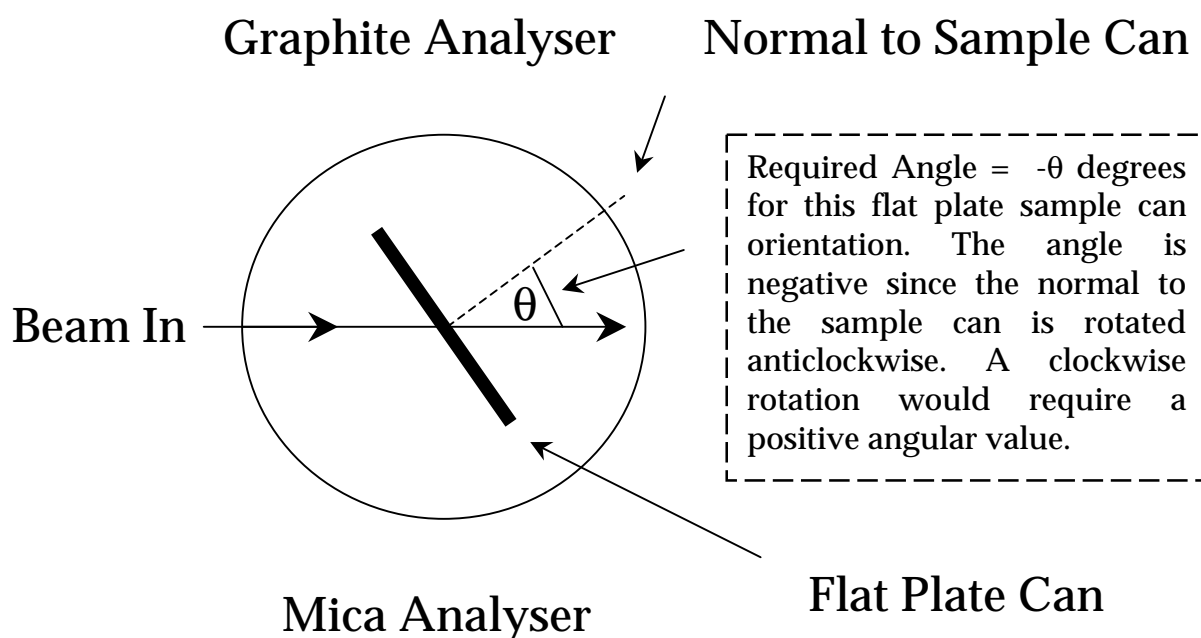 Graphite Analyser
Normal to Sample Can
Required Angle = -θ degrees
for this flat plate sample can
orientation. The angle is
negative since the normal to
the sample can is rotated
anticlockwise. A clockwise
rotation would require a
positive angular value.
θ
Beam In
Flat Plate Can
Mica Analyser